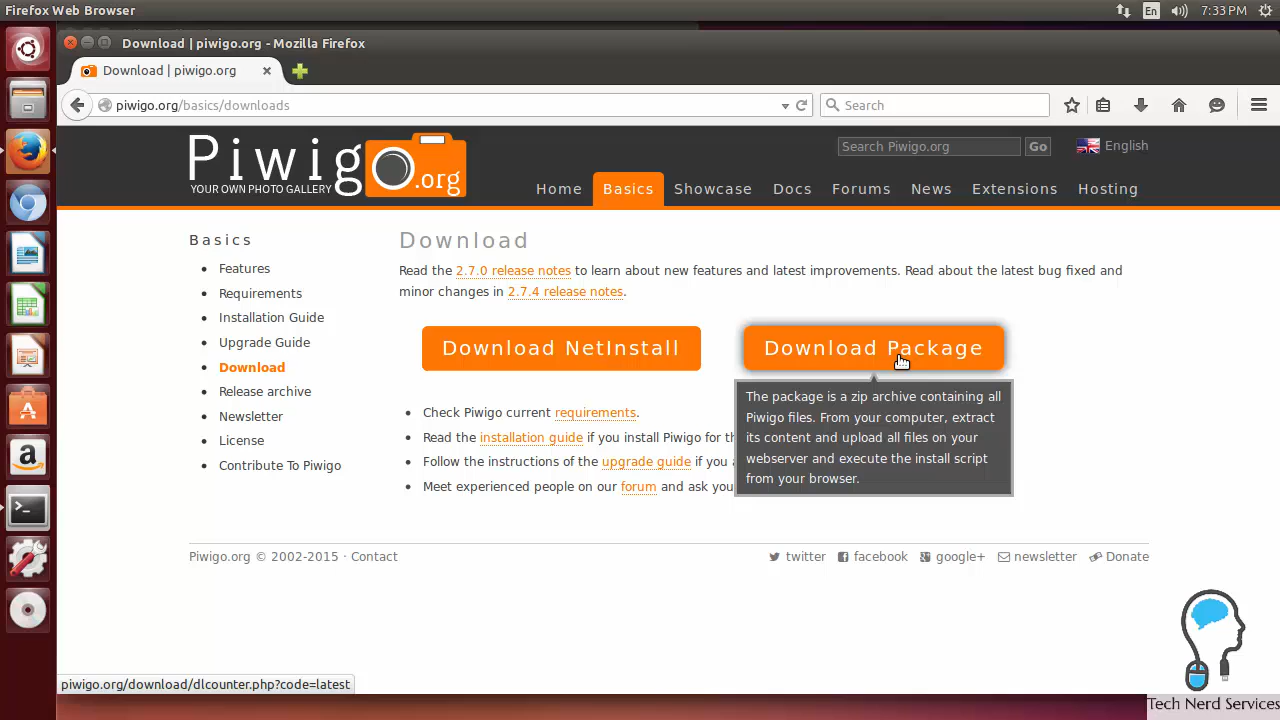 Firefox Web Browser
En
7:33 PM
Download | piwigo.org - Mozilla Firefox
Download | piwigo.org
piwigo.org/basics/downloads
Search
Piwigo.org
YOUR OWN PHOTO GALLERY
Search Piwigo.org
Go
English
Home
Basics
Showcase
Docs
Forums
News
Extensions
Hosting
Basics
Features
Requirements
Installation Guide
Upgrade Guide
Download
Release archive
Newsletter
License
Contribute To Piwigo
Download
Read the 2.7.0 release notes to learn about new features and latest improvements. Read about the latest bug fixed and
minor changes in 2.7.4 release notes.
Download NetInstall
Download Package
The package is a zip archive containing all
Piwigo files. From your computer, extract
its content and upload all files on your
webserver and execute the install script
from your browser.
Check Piwigo current requirements.
Read the installation guide if you install Piwigo for
Follow the instructions of the upgrade guide if you
Meet experienced people on our forum and ask
Piwigo.org © 2002-2015 · Contact
twitter
facebook
google+
newsletter
Donate
piwigo.org/download/dlcounter.php?code=latest
Tech Nerd Services